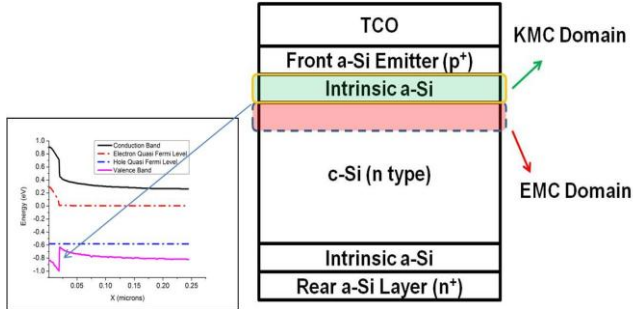 TCO
KMC Domain
Front a-Si Emitter (p+)
Intrinsic a-Si
c-Si (n type)
EMC Domain
Intrinsic a-Si
Rear a-Si Layer (n+)
Conduction Band
Electron Quasi Fermi Level
Hole Quasi Fermi Level
Valence Band
Energy (eV)
1.0
0.8
0.6
0.4
0.2
0.0
-0.2
-0.4
-0.6
-0.8
-1.0
0.05 0.10 0.15 0.20 0.25
X (microns)